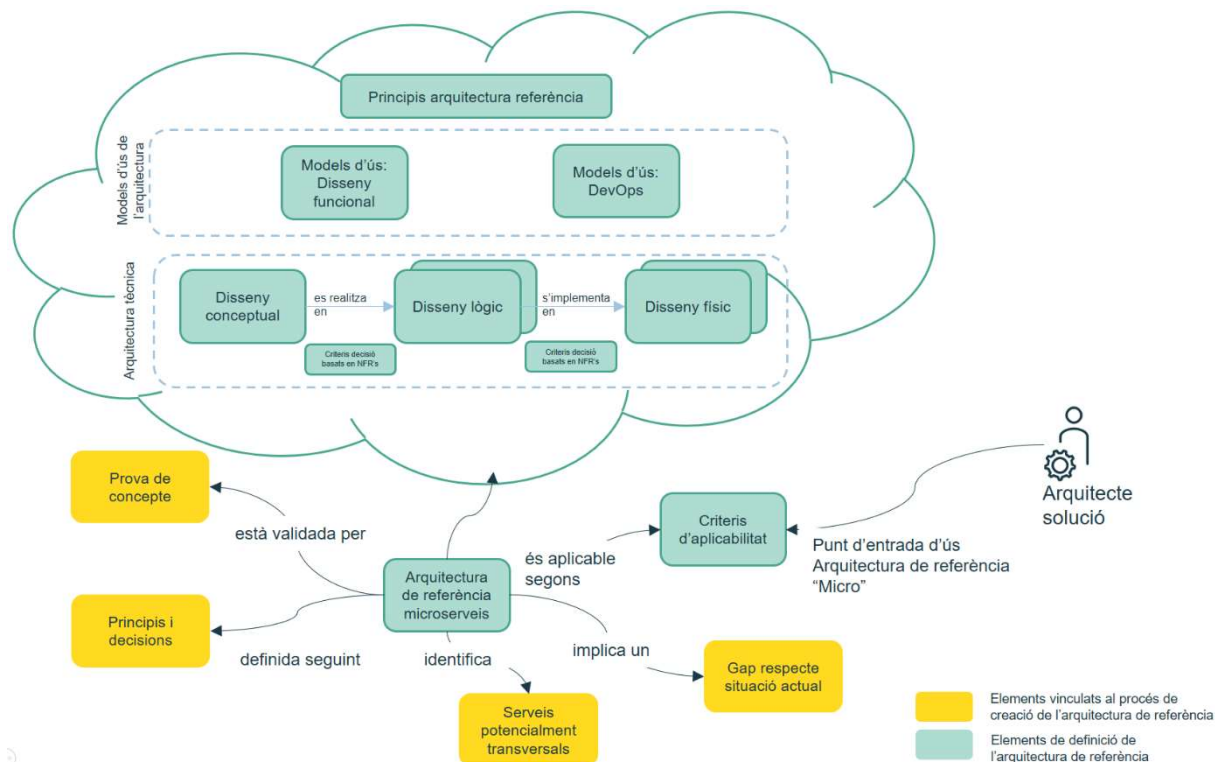 Principis arquitectura referència
Models d'ús de
l'arquitectura
Models d'ús:
Disseny
funcional
Models d'ús:
DevOps
Arquitectura tècnica
Disseny
conceptual
es realitza
en
Disseny lògic
s'implementa
en
Disseny físic
Criteris decisió
basats en NFR's
Criteris decisió
basats en NFR's
Prova de
concepte
està validada per
Arquitectura
de referència
microserveis
és aplicable
segons
Criteris
d'aplicabilitat
Arquitecte
solució
Punt d'entrada d'ús
Arquitectura de referència
“Micro”
Principis i
decisions
definida seguint
identifica
implica un
Serveis
potencialment
transversals
Gap respecte
situació actual
Elements vinculats al procés de
creació de l'arquitectura de referència
Elements de definició de
l'arquitectura de referència